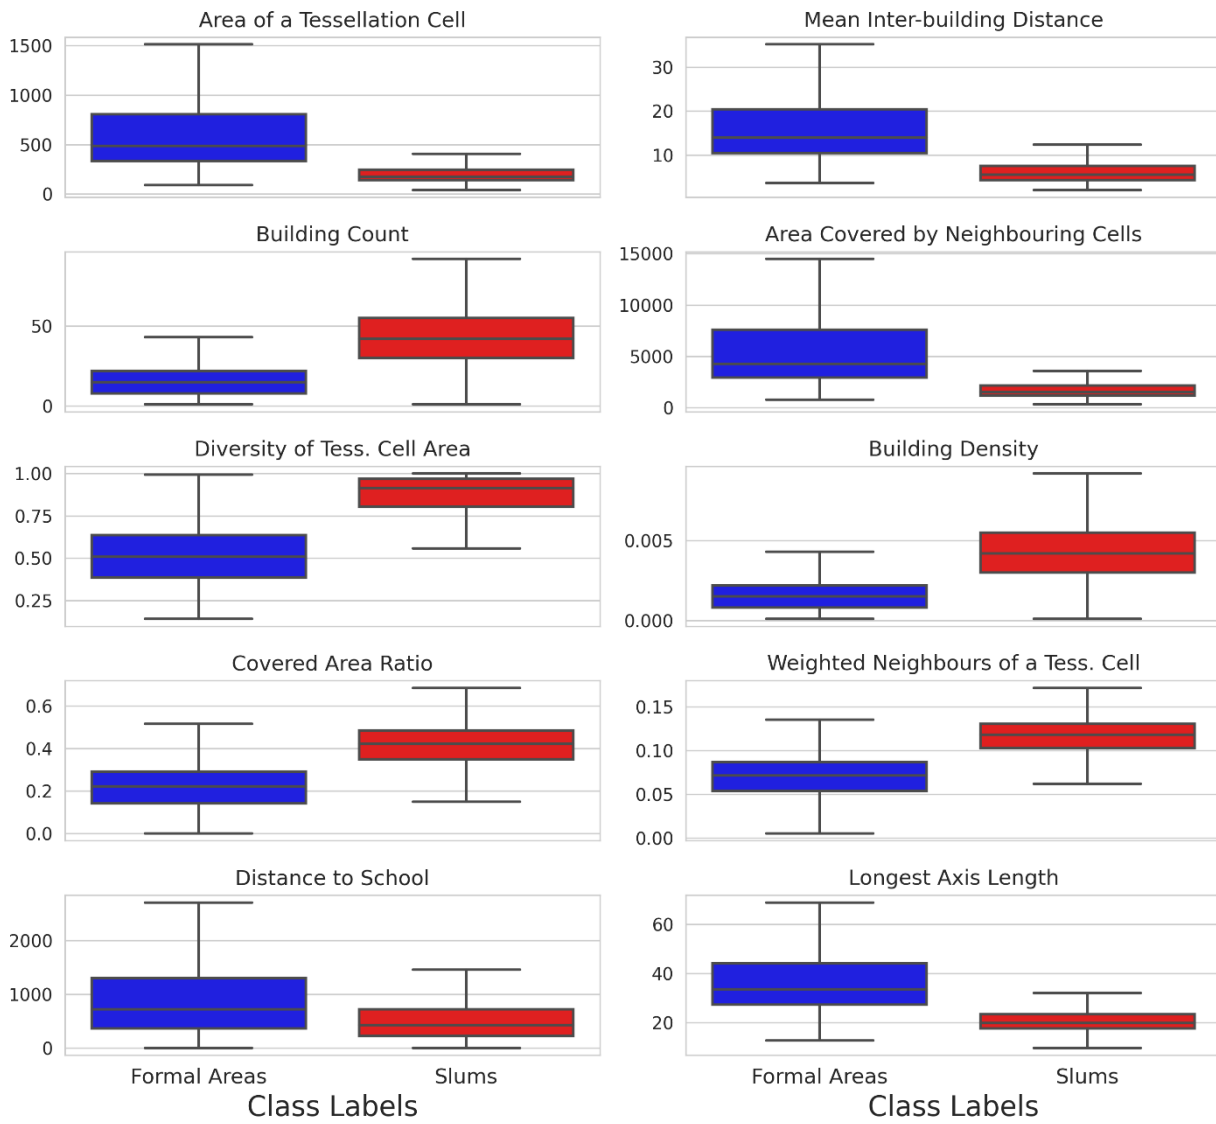 Area of a Tessellation Cell
1500
1000
500
0
Mean Inter-building Distance
30
20
10
Building Count
50
0
Area Covered by Neighbouring Cells
15000
10000
5000
0
Diversity of Tess. Cell Area
1.00
0.75
0.50
0.25
Building Density
0.005
0.000
Covered Area Ratio
0.6
0.4
0.2
0.0
Weighted Neighbours of a Tess. Cell
0.15
0.10
0.05
0.00
Distance to School
2000
1000
0
Formal Areas Slums
Class Labels
Longest Axis Length
60
40
20
Formal Areas Slums
Class Labels